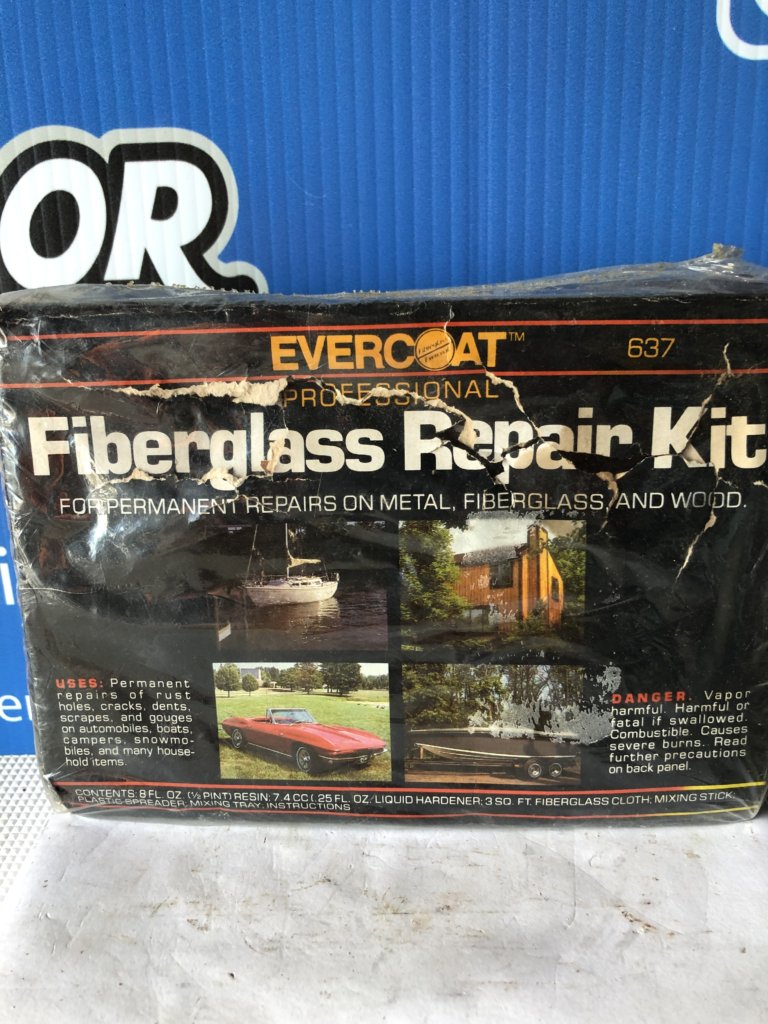 OR
EVERCOAT™ 637
PROFESSIONAL
Fiberglass Repair Kit
FOR PERMANENT REPAIRS ON METAL, FIBERGLASS, AND WOOD.
USES: Permanent
repairs of rust
holes, cracks, dents,
scrapes, and gouges
on automobiles, boats,
campers, snowmo-
biles, and many house-
hold items.
DANGER. Vapor
harmful. Harmful or
fatal if swallowed.
Combustible. Causes
severe burns. Read
further precautions
on back panel.
CONTENTS: 8 FL. OZ. (½ PINT) RESIN: 7.4 CC (.25 FL. OZ. LIQUID HARDENER; 3 SQ. FT. FIBERGLASS CLOTH; MIXING STICK,
PLASTIC SPREADER, MIXING TRAY, INSTRUCTIONS